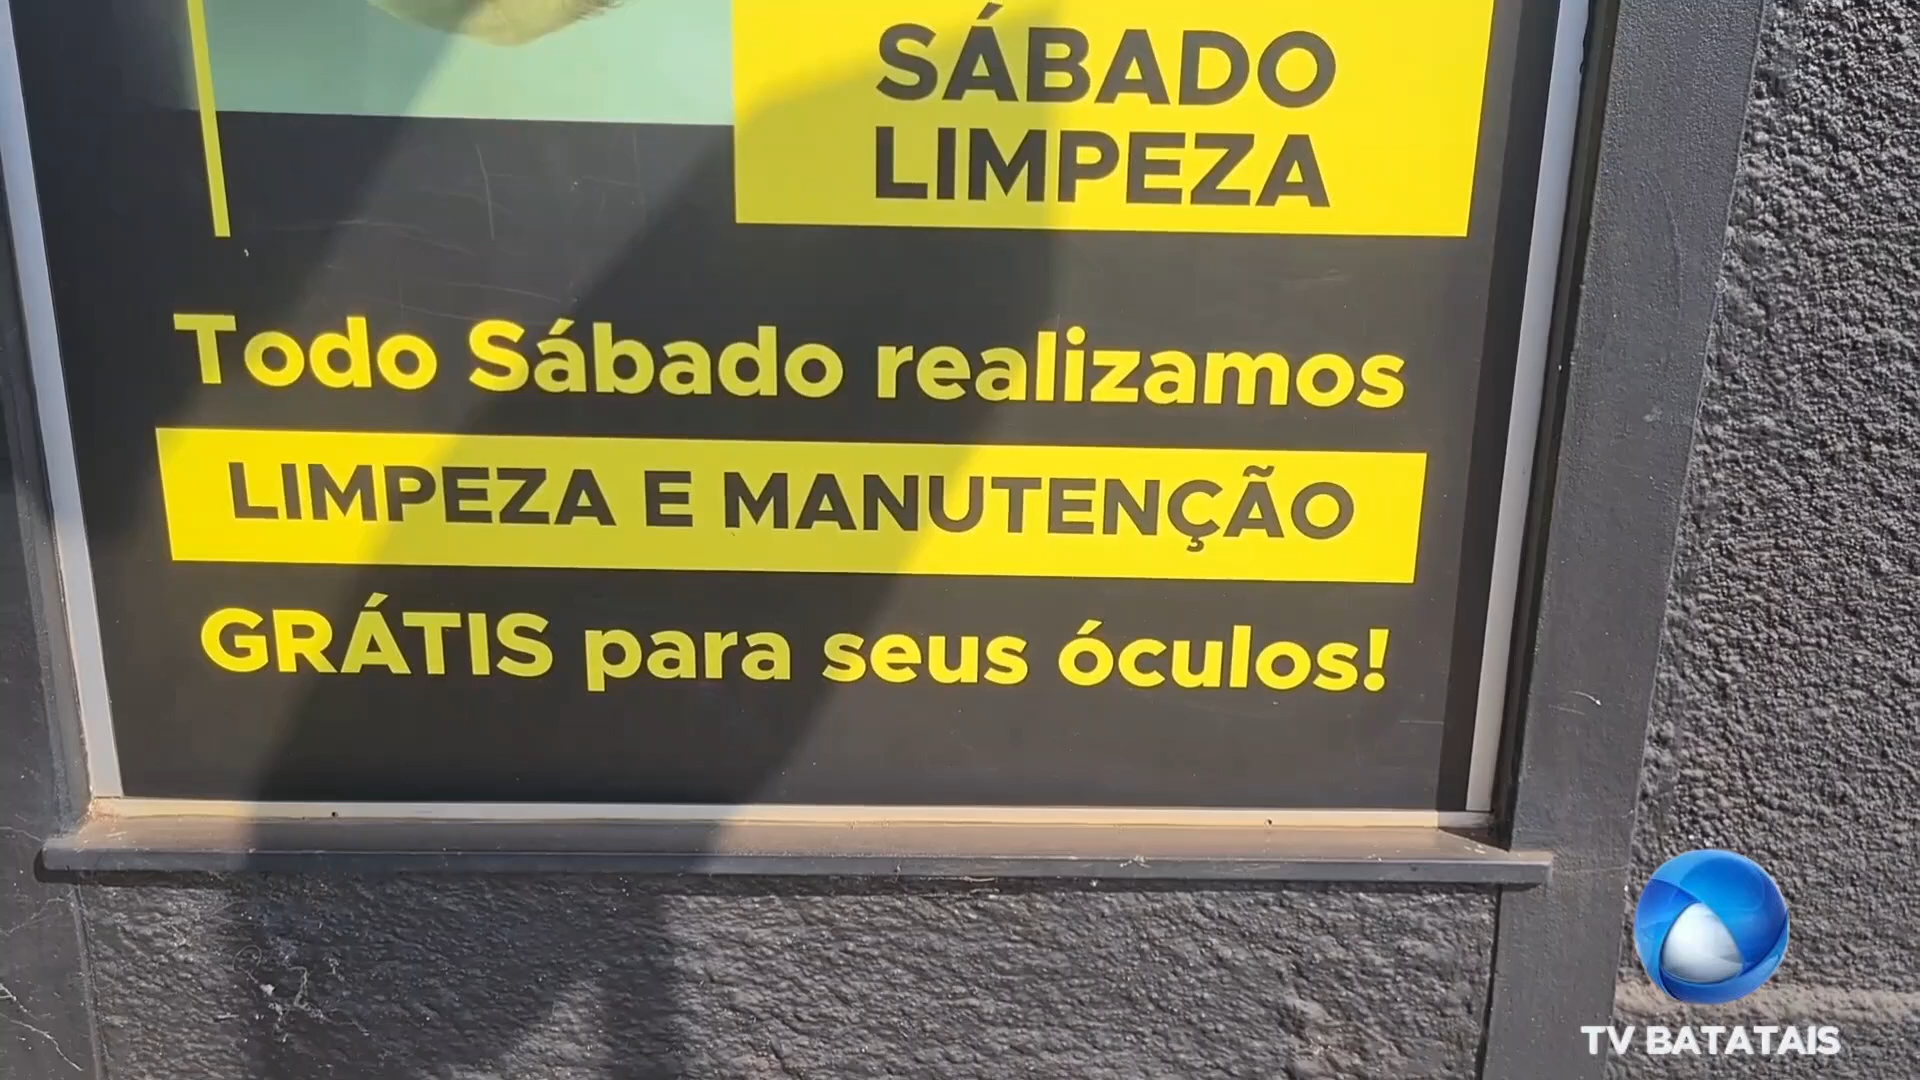 SÁBADO
LIMPEZA
Todo Sábado realizamos
LIMPEZA E MANUTENÇÃO
GRÁTIS para seus óculos!
TV BATATAIS